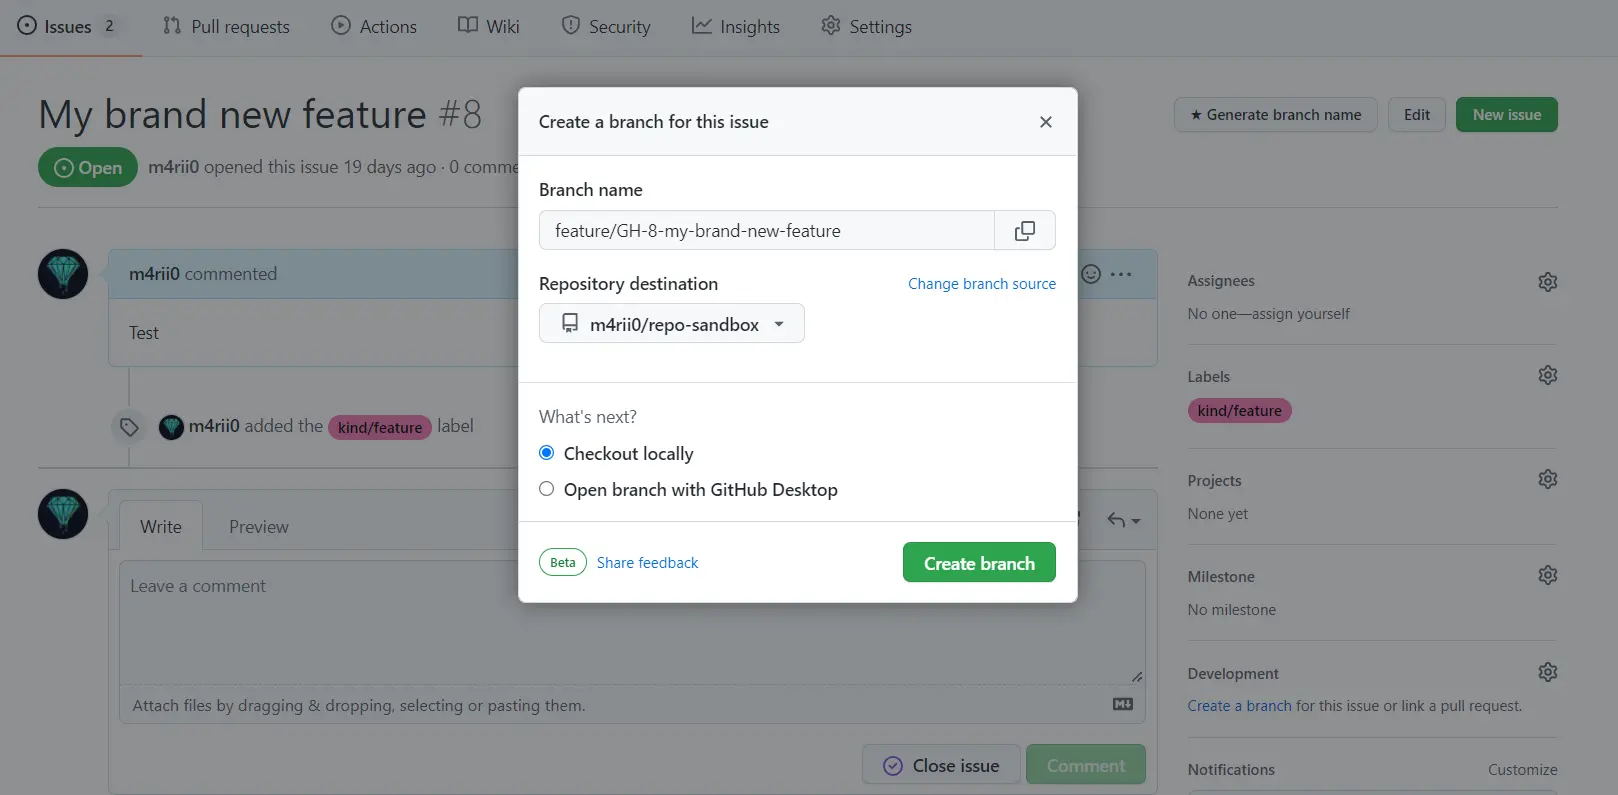 Issues 2 Pull requests Actions Wiki Security Insights Settings
My brand new feature #8
★ Generate branch name Edit New issue
Open m4rii0 opened this issue 19 days ago · 0
Create a branch for this issue
Branch name
feature/GH-8-my-brand-new-feature
Repository destination Change branch source
m4rii0/repo-sandbox
What's next?
Checkout locally
Open branch with GitHub Desktop
Beta Share feedback Create branch
m4rii0 commented
Test
m4rii0 added the kind/feature label
Write Preview
Leave a comment
Attach files by dragging & dropping, selecting or pasting them.
Close issue Comment
Assignees
No one—assign yourself
Labels
kind/feature
Projects
None yet
Milestone
No milestone
Development
Create a branch for this issue or link a pull request.
Notifications Customize